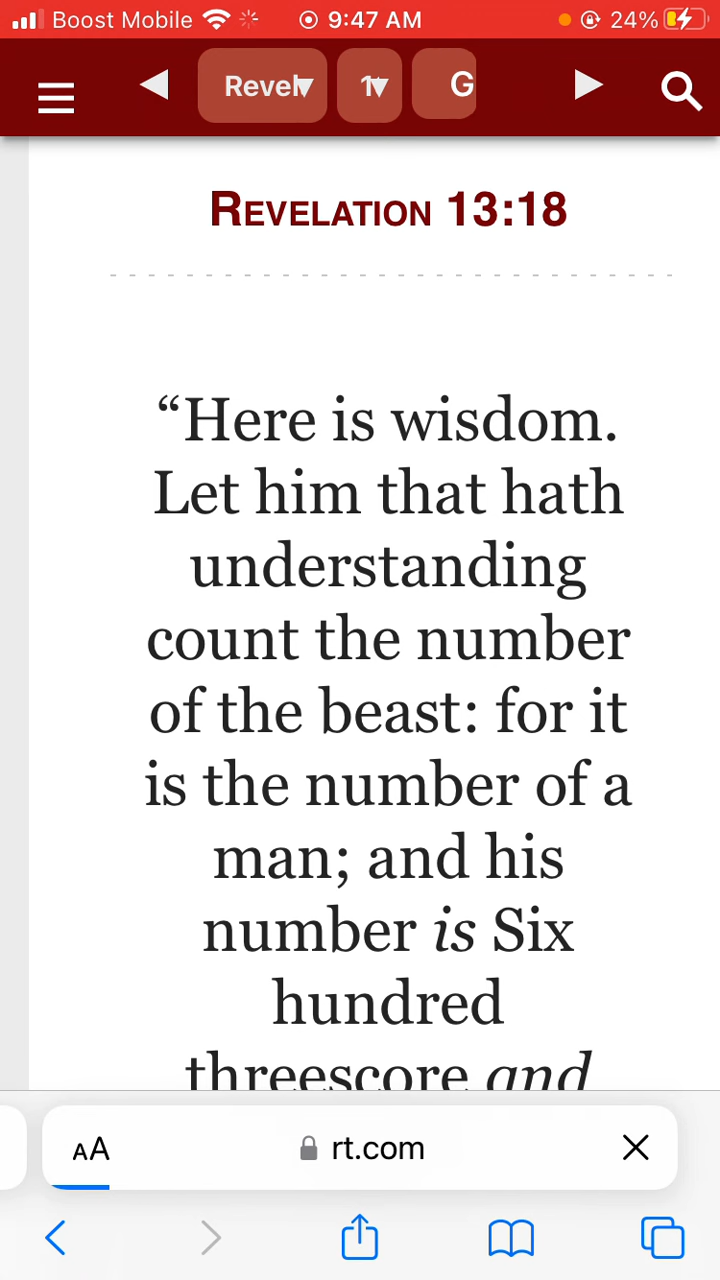 Boost Mobile 9:47 AM 24%
Revel 1 G
REVELATION 13:18
“Here is wisdom.
Let him that hath
understanding
count the number
of the beast: for it
is the number of a
man; and his
number is Six
hundred
threescore and
AA rt.com